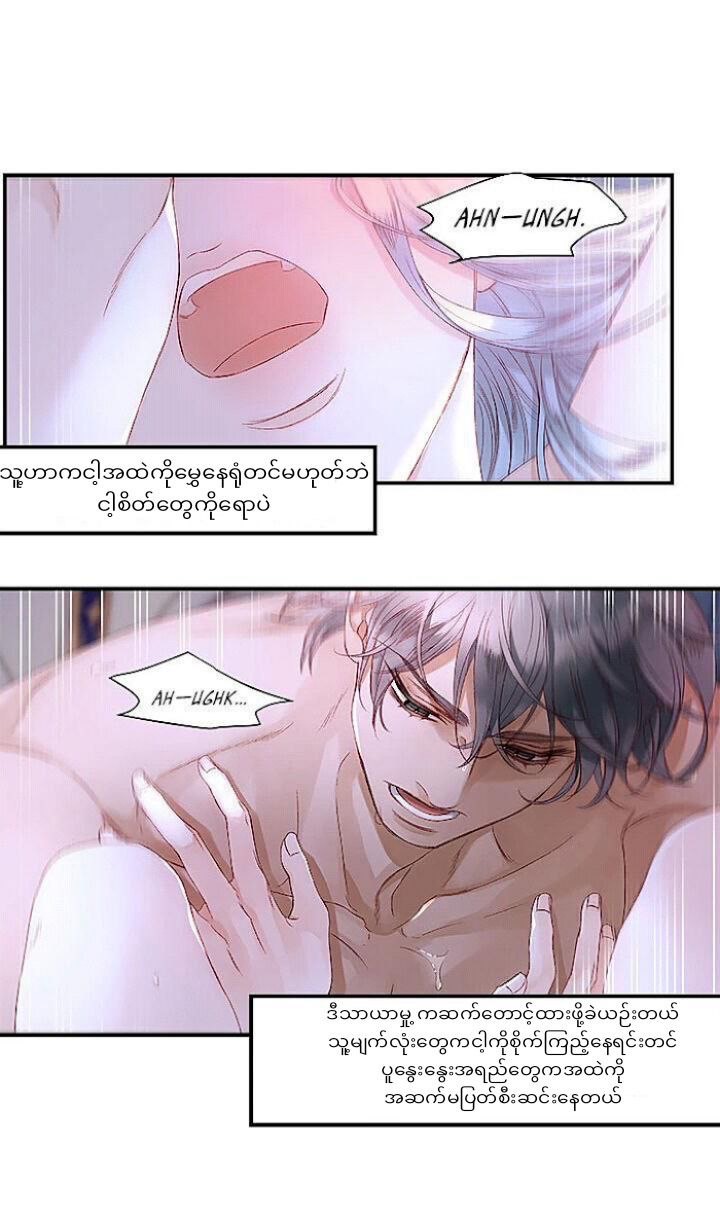 AHN—UNGH.
သူ့ဟာကငါ့အထဲကိုမွှေနေရုံတင်မဟုတ်ဘဲ
ငါ့စိတ်တွေကိုရောပဲ
AH—UGHK...
ဒီသာယာမှု့ ကဆက်တောင့်ထားဖို့ခဲယဉ်းတယ်
သူ့မျက်လုံးတွေကငါ့ကိုစိုက်ကြည့်နေရင်းတင်
ပူနွေးနွေးအရည်တွေကအထဲကို
အဆက်မပြတ်စီးဆင်းနေတယ်